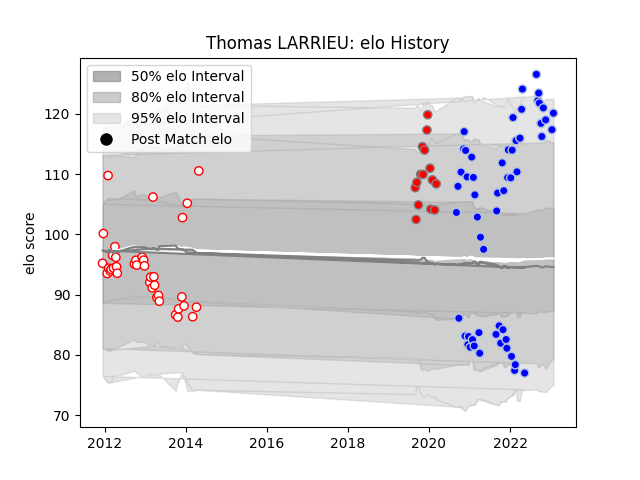 Thomas LARRIEU: elo History
50% elo Interval
80% elo Interval
95% elo Interval
Post Match elo
elo score
120
110
100
90
80
70
2012 2014 2016 2018 2020 2022